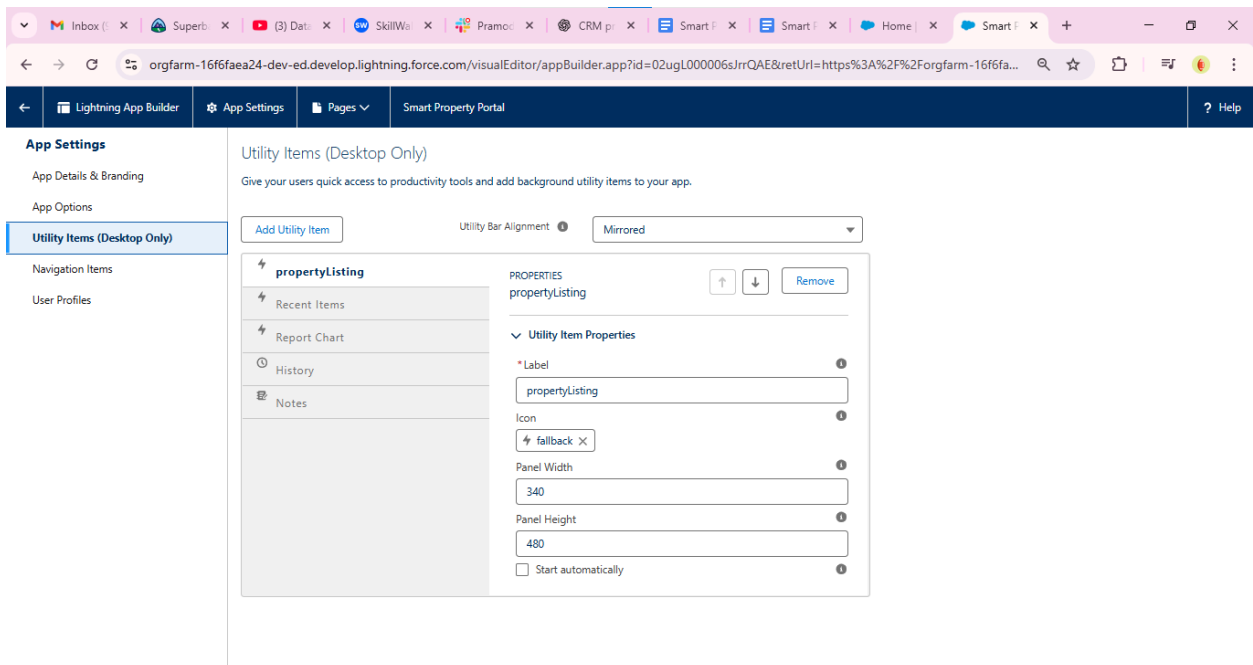 Inbox (
Superb
(3) Dat
sw
SkillWa
Pramod
CRM pr
Smart P
Smart P
Home |
Smart P
orgfarm-16f6faea24-dev-ed.develop.lightning.force.com/visualEditor/appBuilder.app?id=02ugL000006sJrrQAE&retUrl=https%3A%2F%2Forgfarm-16f6fa...
Lightning App Builder
App Settings
Pages
Smart Property Portal
? Help
App Settings
App Details & Branding
App Options
Utility Items (Desktop Only)
Navigation Items
User Profiles
Utility Items (Desktop Only)
Give your users quick access to productivity tools and add background utility items to your app.
Add Utility Item
Utility Bar Alignment
Mirrored
propertyListing
Recent Items
Report Chart
History
Notes
PROPERTIES
propertyListing
Remove
Utility Item Properties
*Label
propertyListing
Icon
fallback
Panel Width
340
Panel Height
480
Start automatically